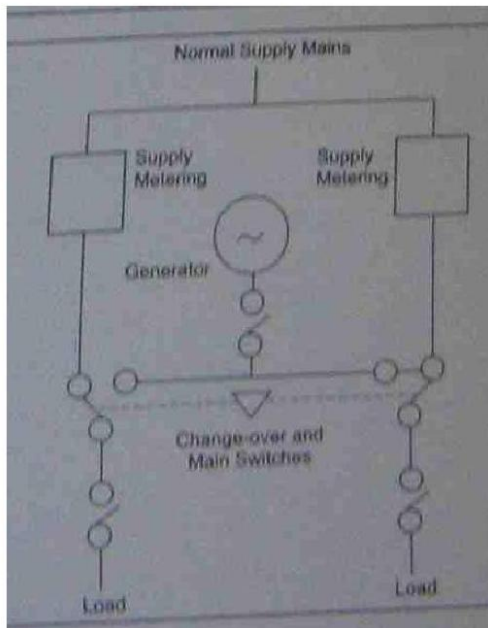 Normal Supply Mains
Supply
Metering
Supply
Metering
~
Generator
Change-over and
Main Switches
Load
Load